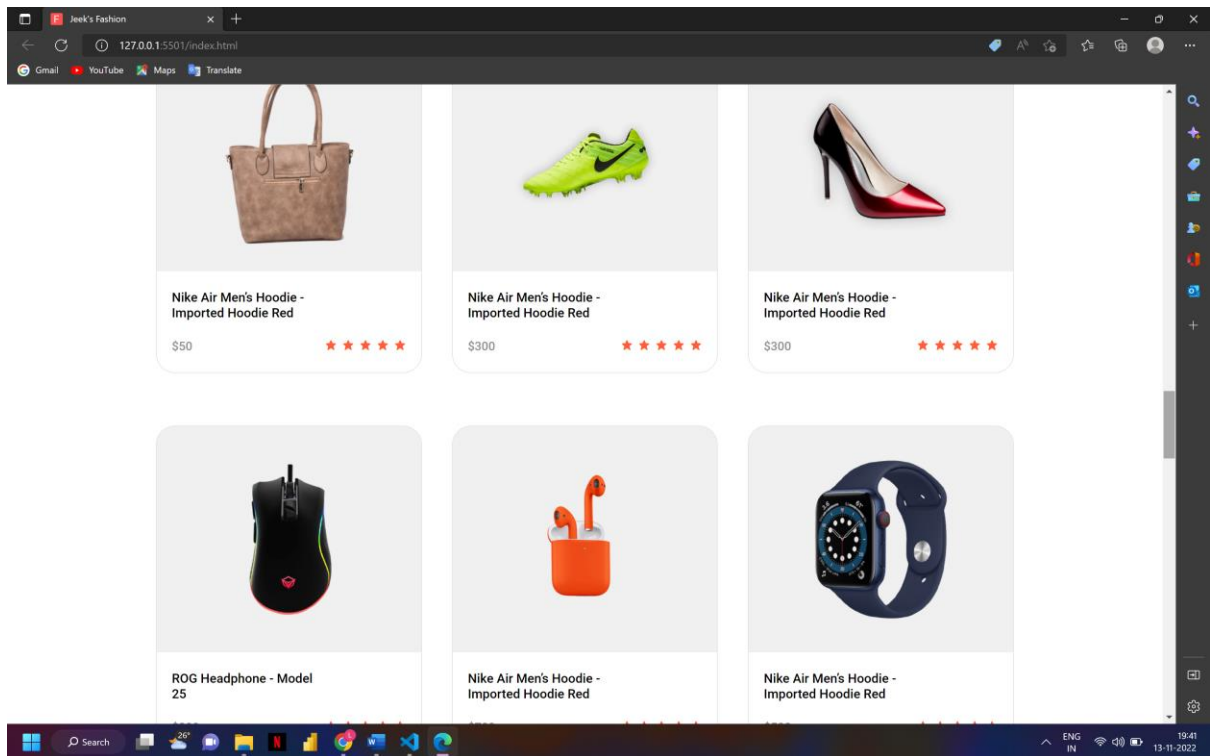 Jeek's Fashion
127.0.0.1:5501/index.html
Gmail YouTube Maps Translate
Nike Air Men's Hoodie -
Imported Hoodie Red
$50
Nike Air Men's Hoodie -
Imported Hoodie Red
$300
Nike Air Men's Hoodie -
Imported Hoodie Red
$300
ROG Headphone - Model
25
Nike Air Men's Hoodie -
Imported Hoodie Red
Nike Air Men's Hoodie -
Imported Hoodie Red
26°
Search
ENG
IN
19:41
13-11-2022